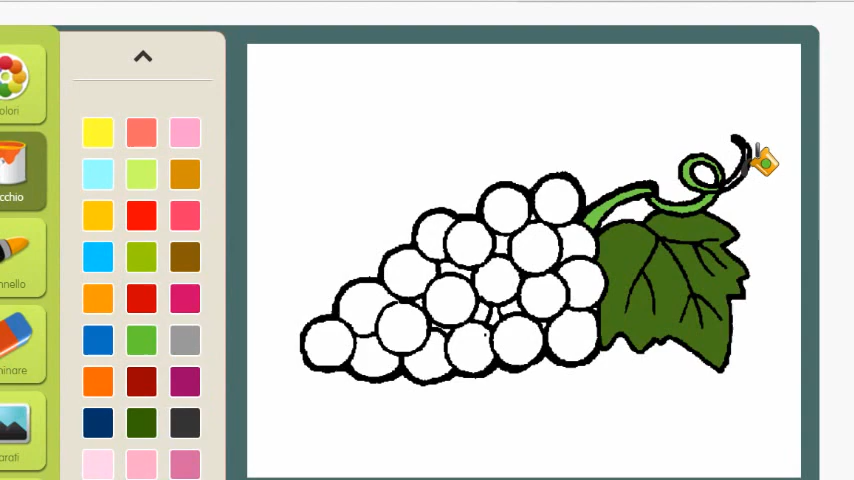 olori
cchio
nnello
minare
arati